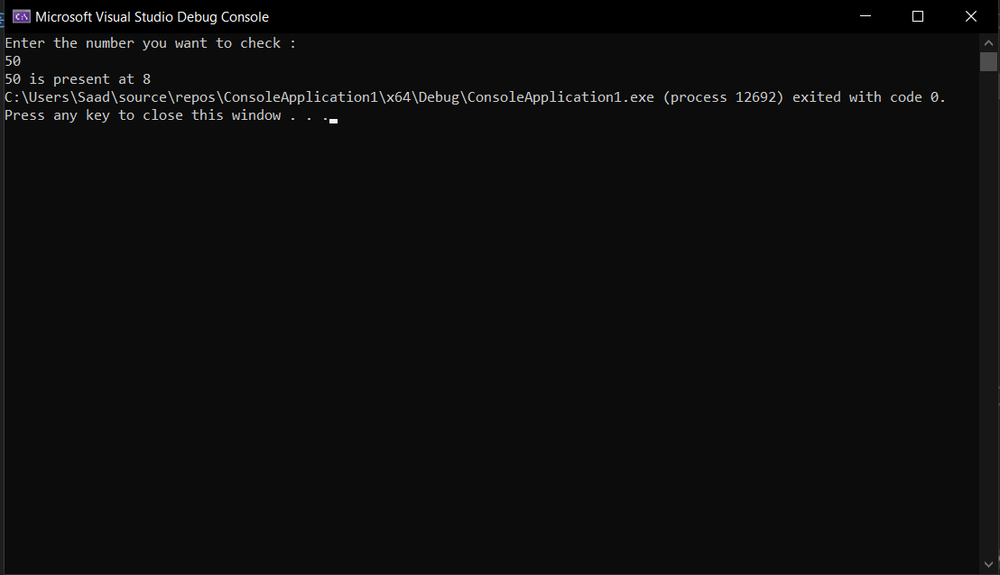 Microsoft Visual Studio Debug Console
Enter the number you want to check :
50
50 is present at 8
C:\Users\Saad\source\repos\ConsoleApplication1\x64\Debug\ConsoleApplication1.exe (process 12692) exited with code 0.
Press any key to close this window . . .